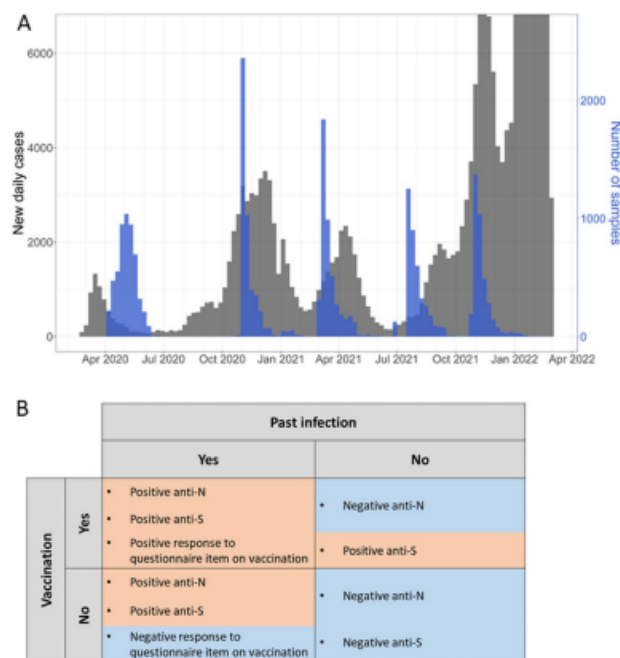 A
6000
4000
2000
0
New daily cases
2000
1000
0
Number of samples
Apr 2020 Jul 2020 Oct 2020 Jan 2021 Apr 2021 Jul 2021 Oct 2021 Jan 2022 Apr 2022
B
Past infection
Yes No
Vaccination
Yes
• Positive anti-N
• Positive anti-S
• Positive response to
questionnaire item on vaccination
• Negative anti-N
• Positive anti-S
No
• Positive anti-N
• Positive anti-S
• Negative response to
questionnaire item on vaccination
• Negative anti-N
• Negative anti-S